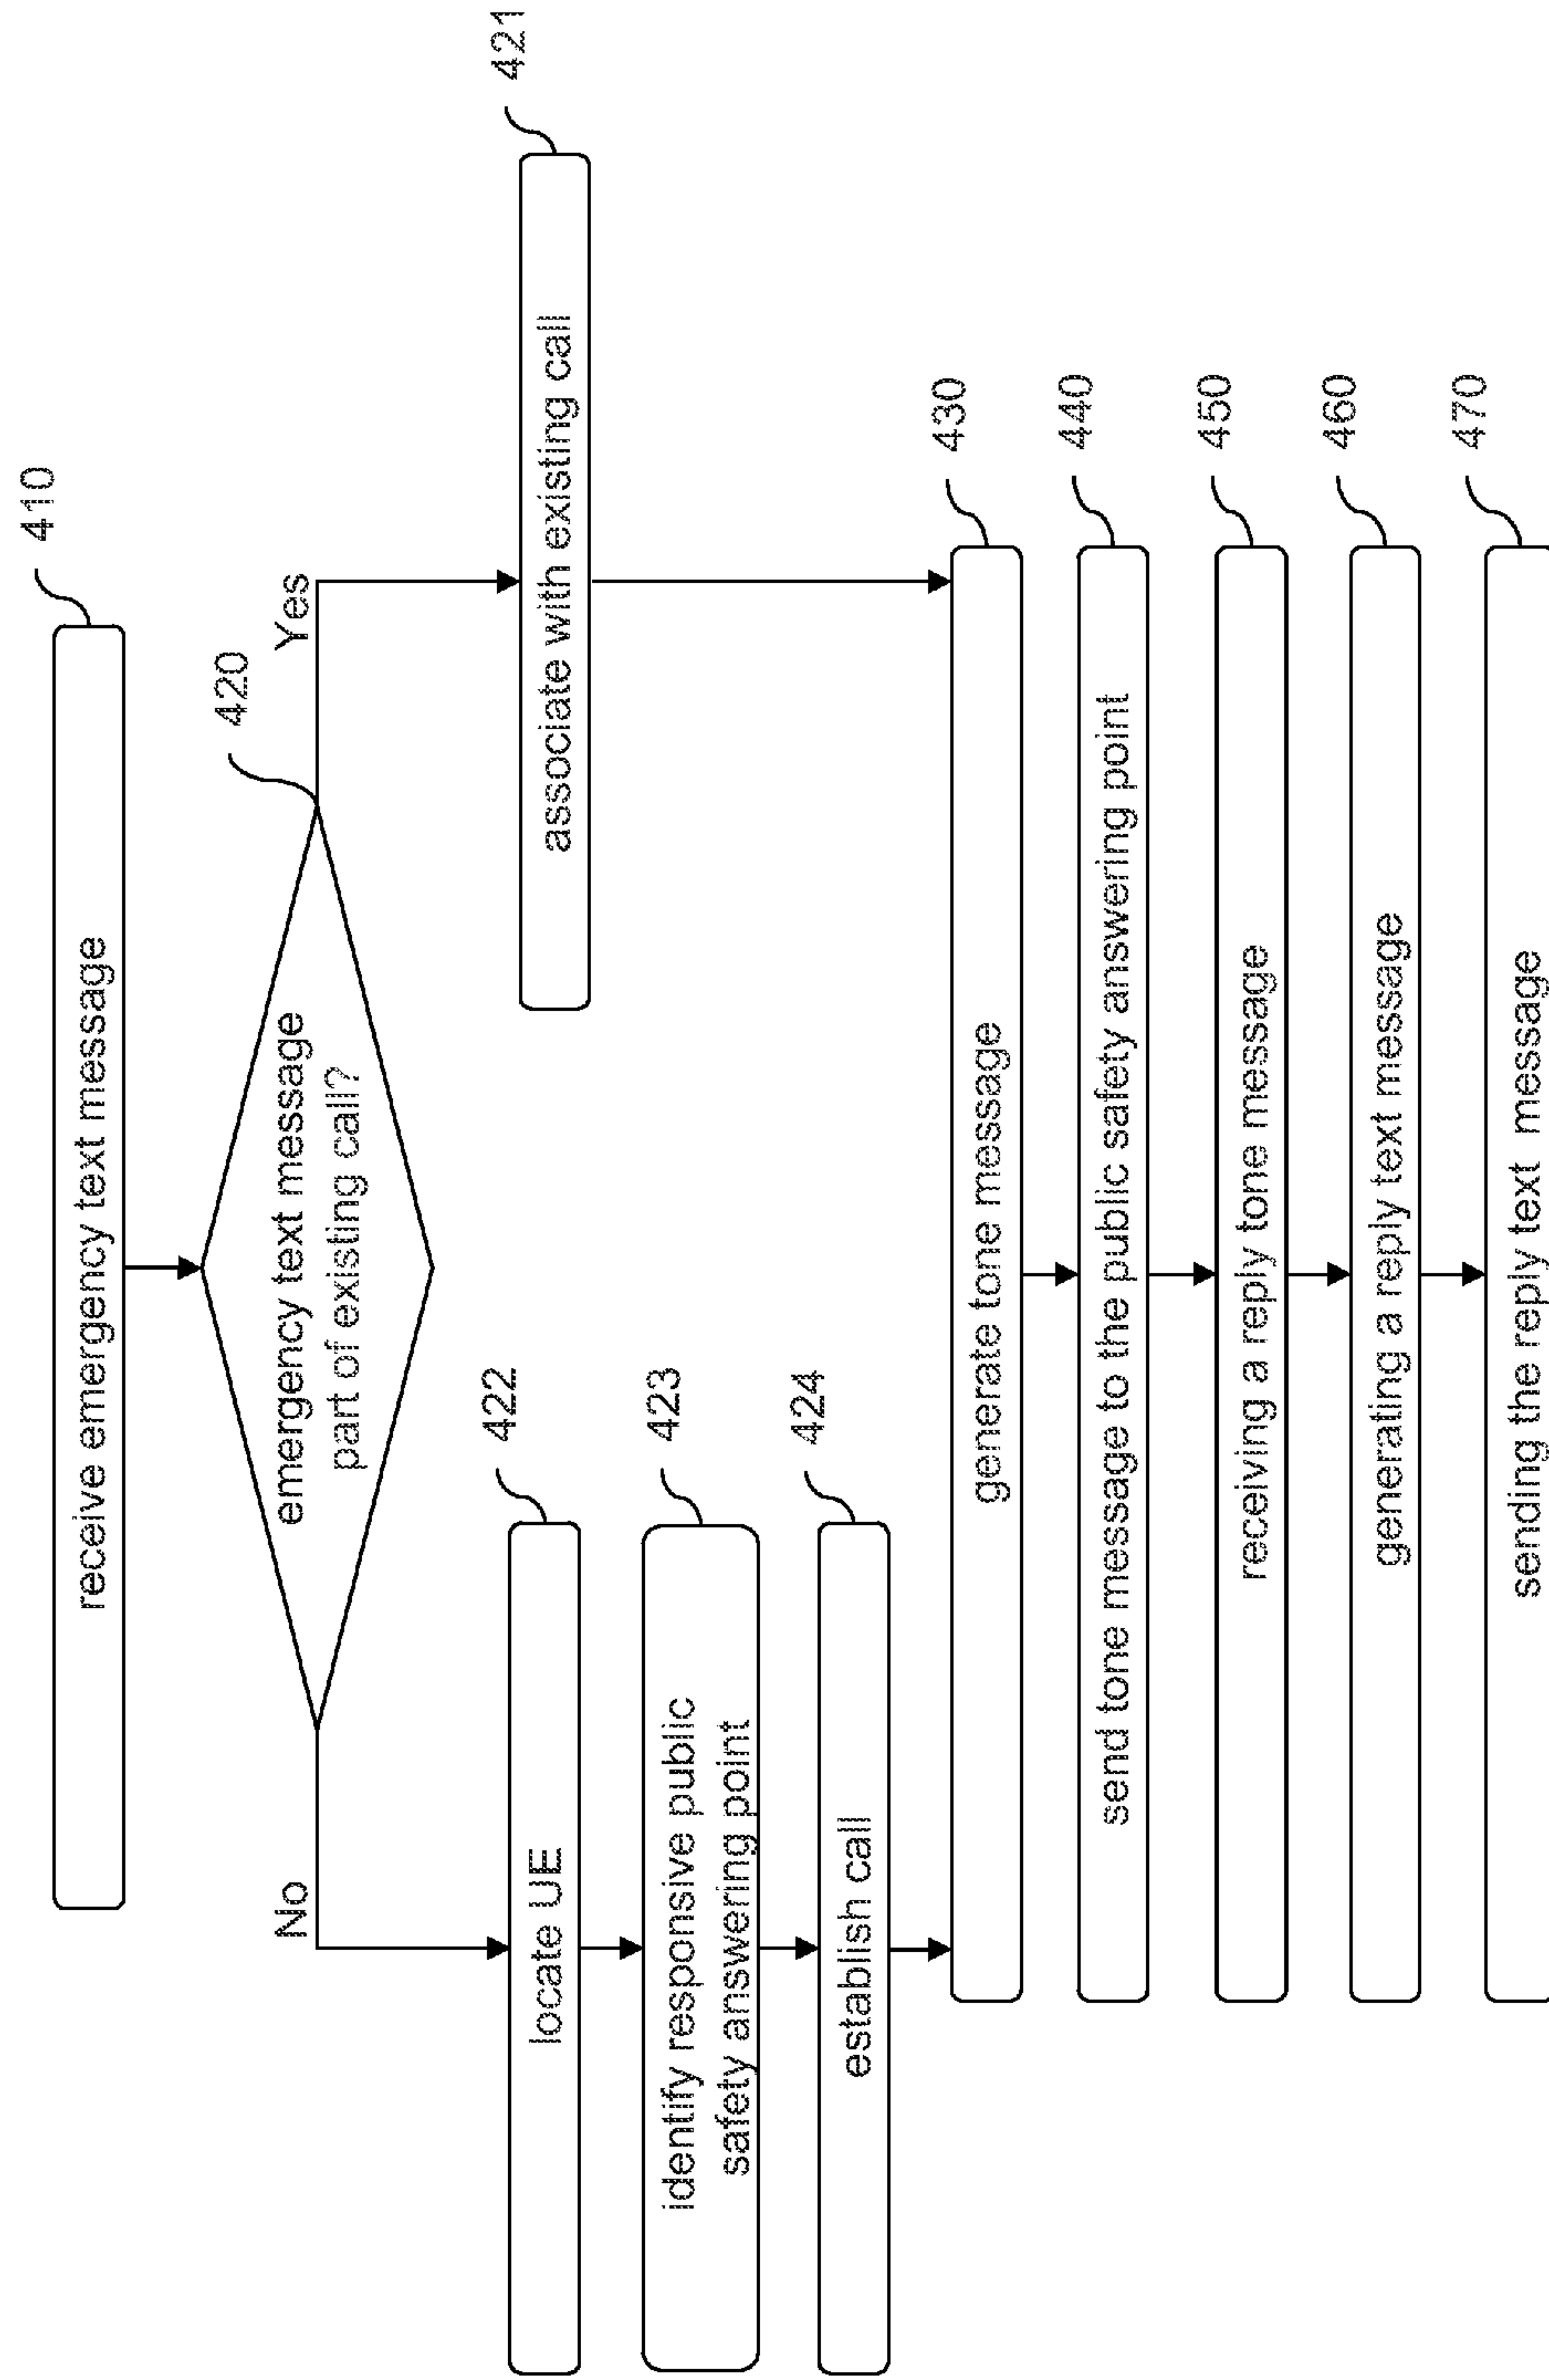 410
receive emergency text message
420
emergency text message
part of existing call?
No
Yes
421
associate with existing call
422
locate UE
423
identify responsive public
safety answering point
424
establish call
430
generate tone message
440
send tone message to the public safety answering point
450
receiving a reply tone message
460
generating a reply text message
470
sending the reply text message